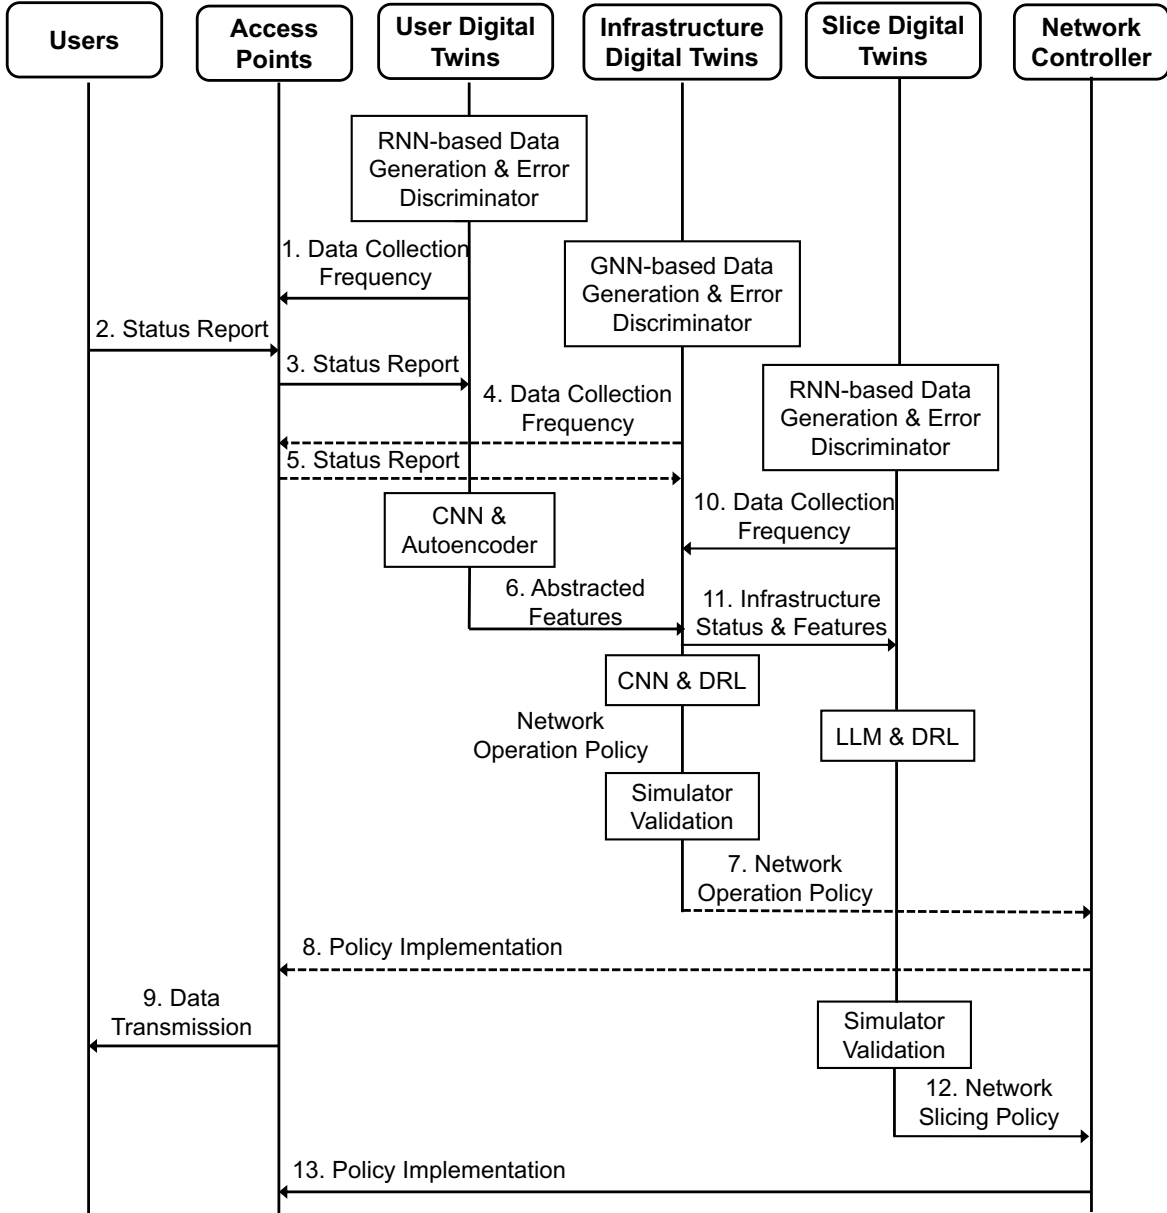 Users
Access
Points
User Digital
Twins
Infrastructure
Digital Twins
Slice Digital
Twins
Network
Controller
RNN-based Data
Generation & Error
Discriminator
1. Data Collection
Frequency
GNN-based Data
Generation & Error
Discriminator
2. Status Report
3. Status Report
4. Data Collection
Frequency
RNN-based Data
Generation & Error
Discriminator
5. Status Report
CNN &
Autoencoder
10. Data Collection
Frequency
6. Abstracted
Features
11. Infrastructure
Status & Features
CNN & DRL
Network
Operation Policy
LLM & DRL
Simulator
Validation
7. Network
Operation Policy
8. Policy Implementation
9. Data
Transmission
Simulator
Validation
12. Network
Slicing Policy
13. Policy Implementation